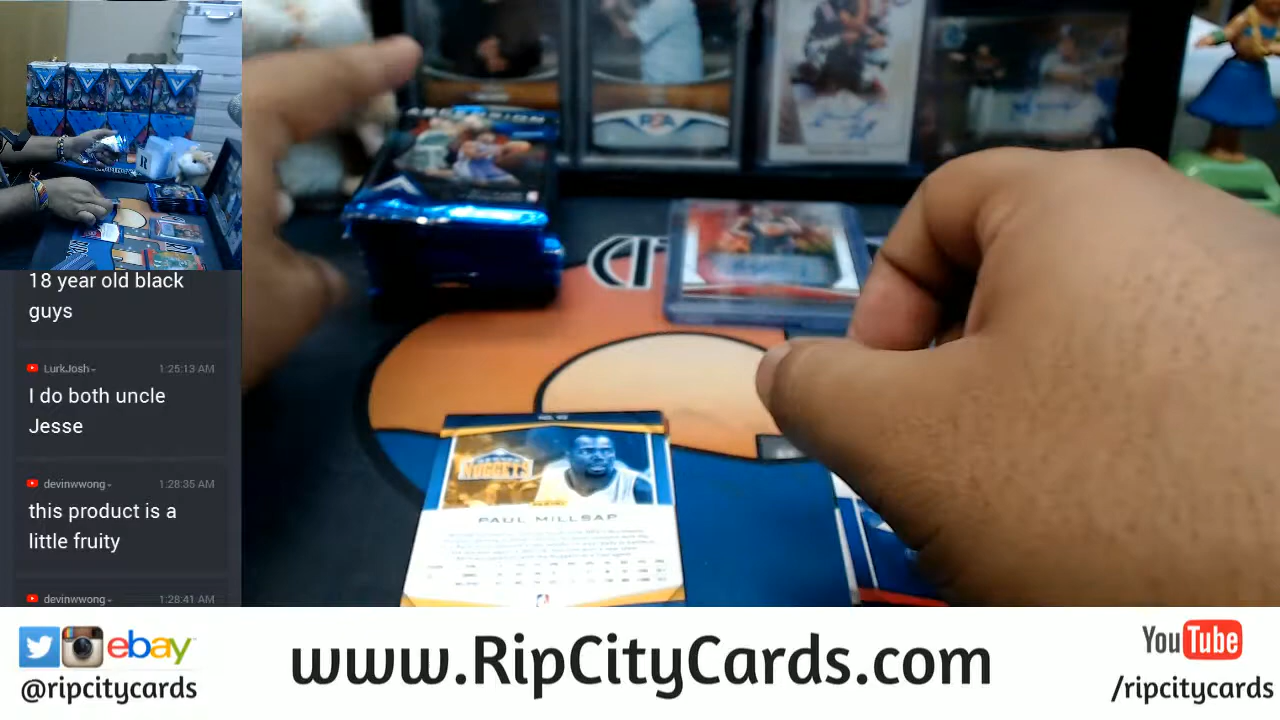 18 year old black
guys
LurkJosh 1:25:13 AM
I do both uncle
Jesse
devinwwong 1:28:35 AM
this product is a
little fruity
devinwwong 1:28:41 AM
NUGGETS
PAUL MILLSAP
ebay
@ripcitycards
www.RipCityCards.com
YouTube
/ripcitycards